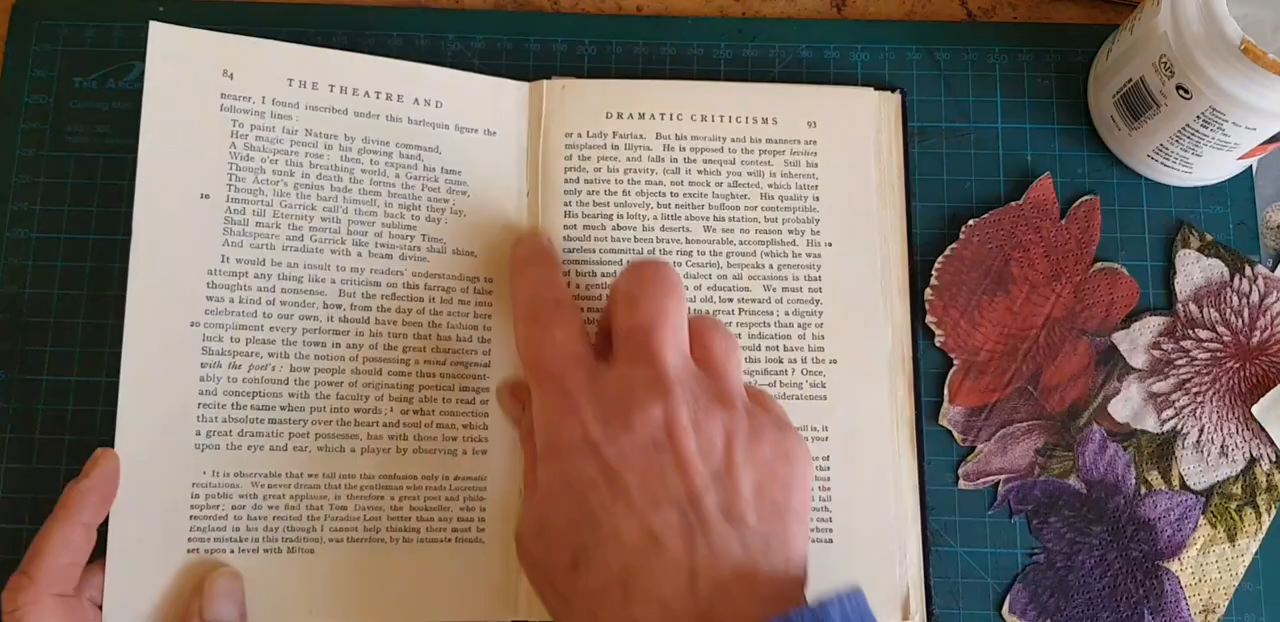 84
THE THEATRE AND
nearer, I found inscribed under this harlequin figure the
following lines:
To paint fair Nature by divine command,
Her magic pencil in his glowing hand,
A Shakspeare rose: then, to expand his fame
Wide o'er this breathing world, a Garrick came.
Though sunk in death the forms the Poet drew,
The Actor's genius bade them breathe anew;
10 Though, like the bard himself, in night they lay,
Immortal Garrick call'd them back to day:
And till Eternity with power sublime
Shall mark the mortal hour of hoary Time,
Shakspeare and Garrick like twin-stars shall shine,
And earth irradiate with a beam divine.
It would be an insult to my readers' understandings to
attempt any thing like a criticism on this farrago of false
thoughts and nonsense. But the reflection it led me into
was a kind of wonder, how, from the day of the actor here
celebrated to our own, it should have been the fashion to
20 compliment every performer in his turn that has had the
luck to please the town in any of the great characters of
Shakspeare, with the notion of possessing a mind congenial
with the poet's: how people should come thus unaccount-
ably to confound the power of originating poetical images
and conceptions with the faculty of being able to read or
recite the same when put into words;¹ or what connection
that absolute mastery over the heart and soul of man, which
a great dramatic poet possesses, has with those low tricks
upon the eye and ear, which a player by observing a few
¹ It is observable that we fall into this confusion only in dramatic
recitations. We never dream that the gentleman who reads Lucretius
in public with great applause, is therefore a great poet and philo-
sopher; nor do we find that Tom Davies, the bookseller, who is
recorded to have recited the Paradise Lost better than any man in
England in his day (though I cannot help thinking there must be
some mistake in this tradition), was therefore, by his intimate friends,
set upon a level with Milton
DRAMATIC CRITICISMS
93
or a Lady Fairfax. But his morality and his manners are
misplaced in Illyria. He is opposed to the proper levities
of the piece, and falls in the unequal contest. Still his
pride, or his gravity, (call it which you will) is inherent,
and native to the man, not mock or affected, which latter
only are the fit objects to excite laughter. His quality is
at the best unlovely, but neither buffoon nor contemptible.
His bearing is lofty, a little above his station, but probably
not much above his deserts. We see no reason why he
should not have been brave, honourable, accomplished. His 10
careless committal of the ring to the ground (which he was
commissioned to Cesario), bespeaks a generosity
of birth and dialect on all occasions is that
of a gentle of education. We must not
al old, low steward of comedy.
to a great Princess; a dignity
er respects than age or
st indication of his
ould not have him
this look as if the 20
significant? Once,
of being 'sick
siderateness
will is, it
n your
ke of
this
the
fall
outh,
cast
where